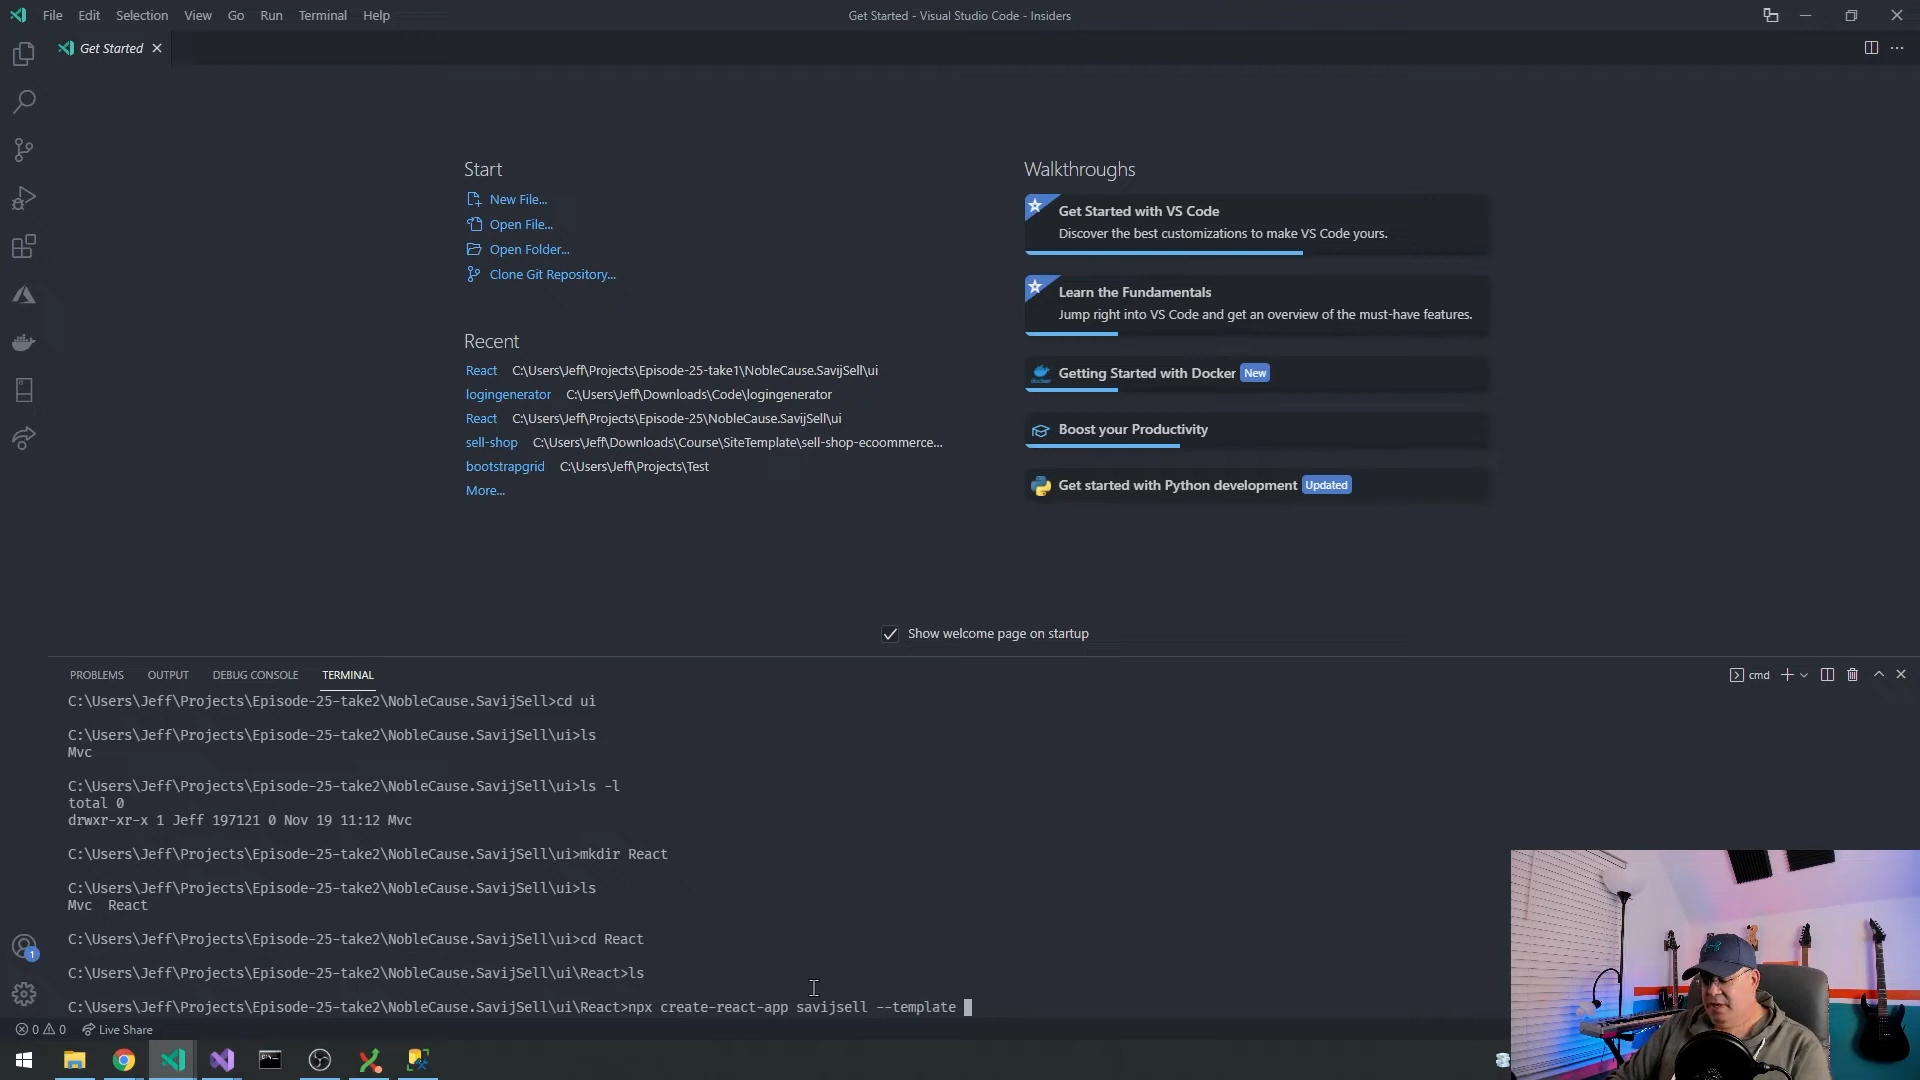 File Edit Selection View Go Run Terminal Help
Get Started - Visual Studio Code - Insiders
Get Started
Start
New File...
Open File...
Open Folder...
Clone Git Repository...
Recent
React C:\Users\Jeff\Projects\Episode-25-take1\NobleCause.SavijSell\ui
logingenerator C:\Users\Jeff\Downloads\Code\logingenerator
React C:\Users\Jeff\Projects\Episode-25\NobleCause.SavijSell\ui
sell-shop C:\Users\Jeff\Downloads\Course\SiteTemplate\sell-shop-ecoommerce...
bootstrapgrid C:\Users\Jeff\Projects\Test
More...
Walkthroughs
Get Started with VS Code
Discover the best customizations to make VS Code yours.
Learn the Fundamentals
Jump right into VS Code and get an overview of the must-have features.
Getting Started with Docker New
Boost your Productivity
Get started with Python development Updated
Show welcome page on startup
PROBLEMS OUTPUT DEBUG CONSOLE TERMINAL
cmd
C:\Users\Jeff\Projects\Episode-25-take2\NobleCause.SavijSell>cd ui
C:\Users\Jeff\Projects\Episode-25-take2\NobleCause.SavijSell\ui>ls
Mvc
C:\Users\Jeff\Projects\Episode-25-take2\NobleCause.SavijSell\ui>ls -l
total 0
drwxr-xr-x 1 Jeff 197121 0 Nov 19 11:12 Mvc
C:\Users\Jeff\Projects\Episode-25-take2\NobleCause.SavijSell\ui>mkdir React
C:\Users\Jeff\Projects\Episode-25-take2\NobleCause.SavijSell\ui>ls
Mvc React
C:\Users\Jeff\Projects\Episode-25-take2\NobleCause.SavijSell\ui>cd React
C:\Users\Jeff\Projects\Episode-25-take2\NobleCause.SavijSell\ui\React>ls
C:\Users\Jeff\Projects\Episode-25-take2\NobleCause.SavijSell\ui\React>npx create-react-app savijsell --template
1
0 0 Live Share